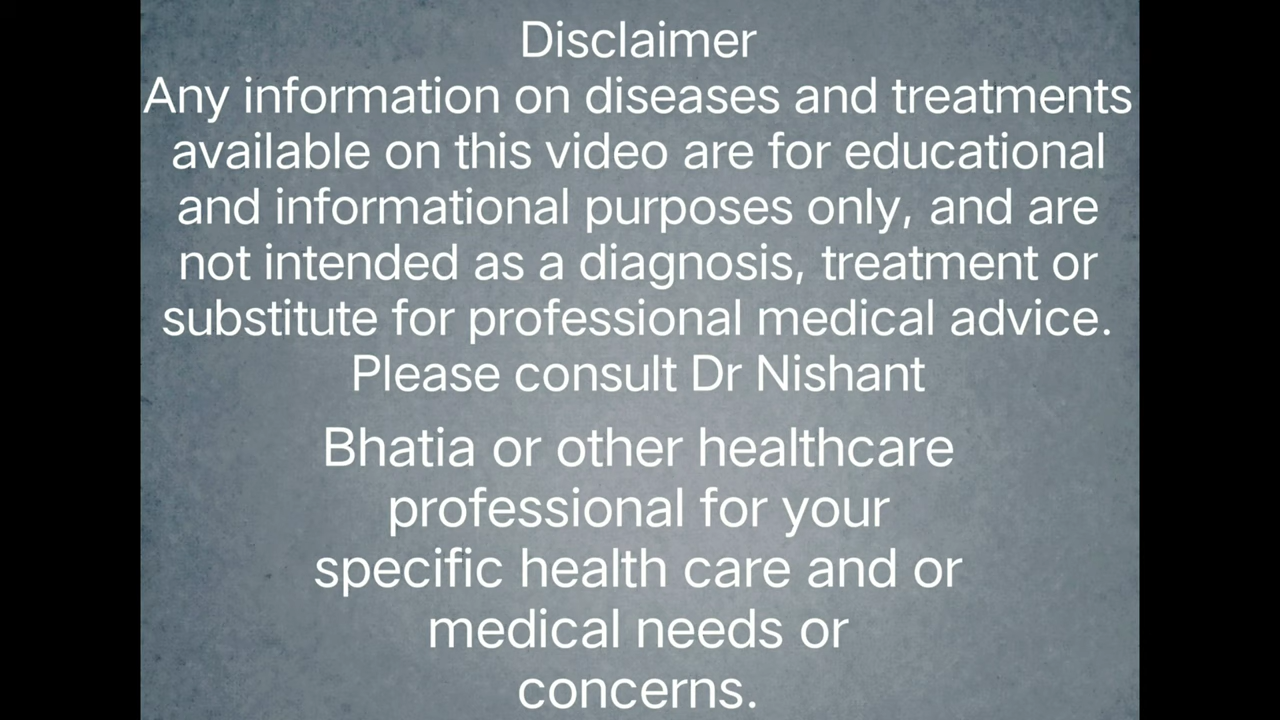 Disclaimer
Any information on diseases and treatments
available on this video are for educational
and informational purposes only, and are
not intended as a diagnosis, treatment or
substitute for professional medical advice.
Please consult Dr Nishant
Bhatia or other healthcare
professional for your
specific health care and or
medical needs or
concerns.